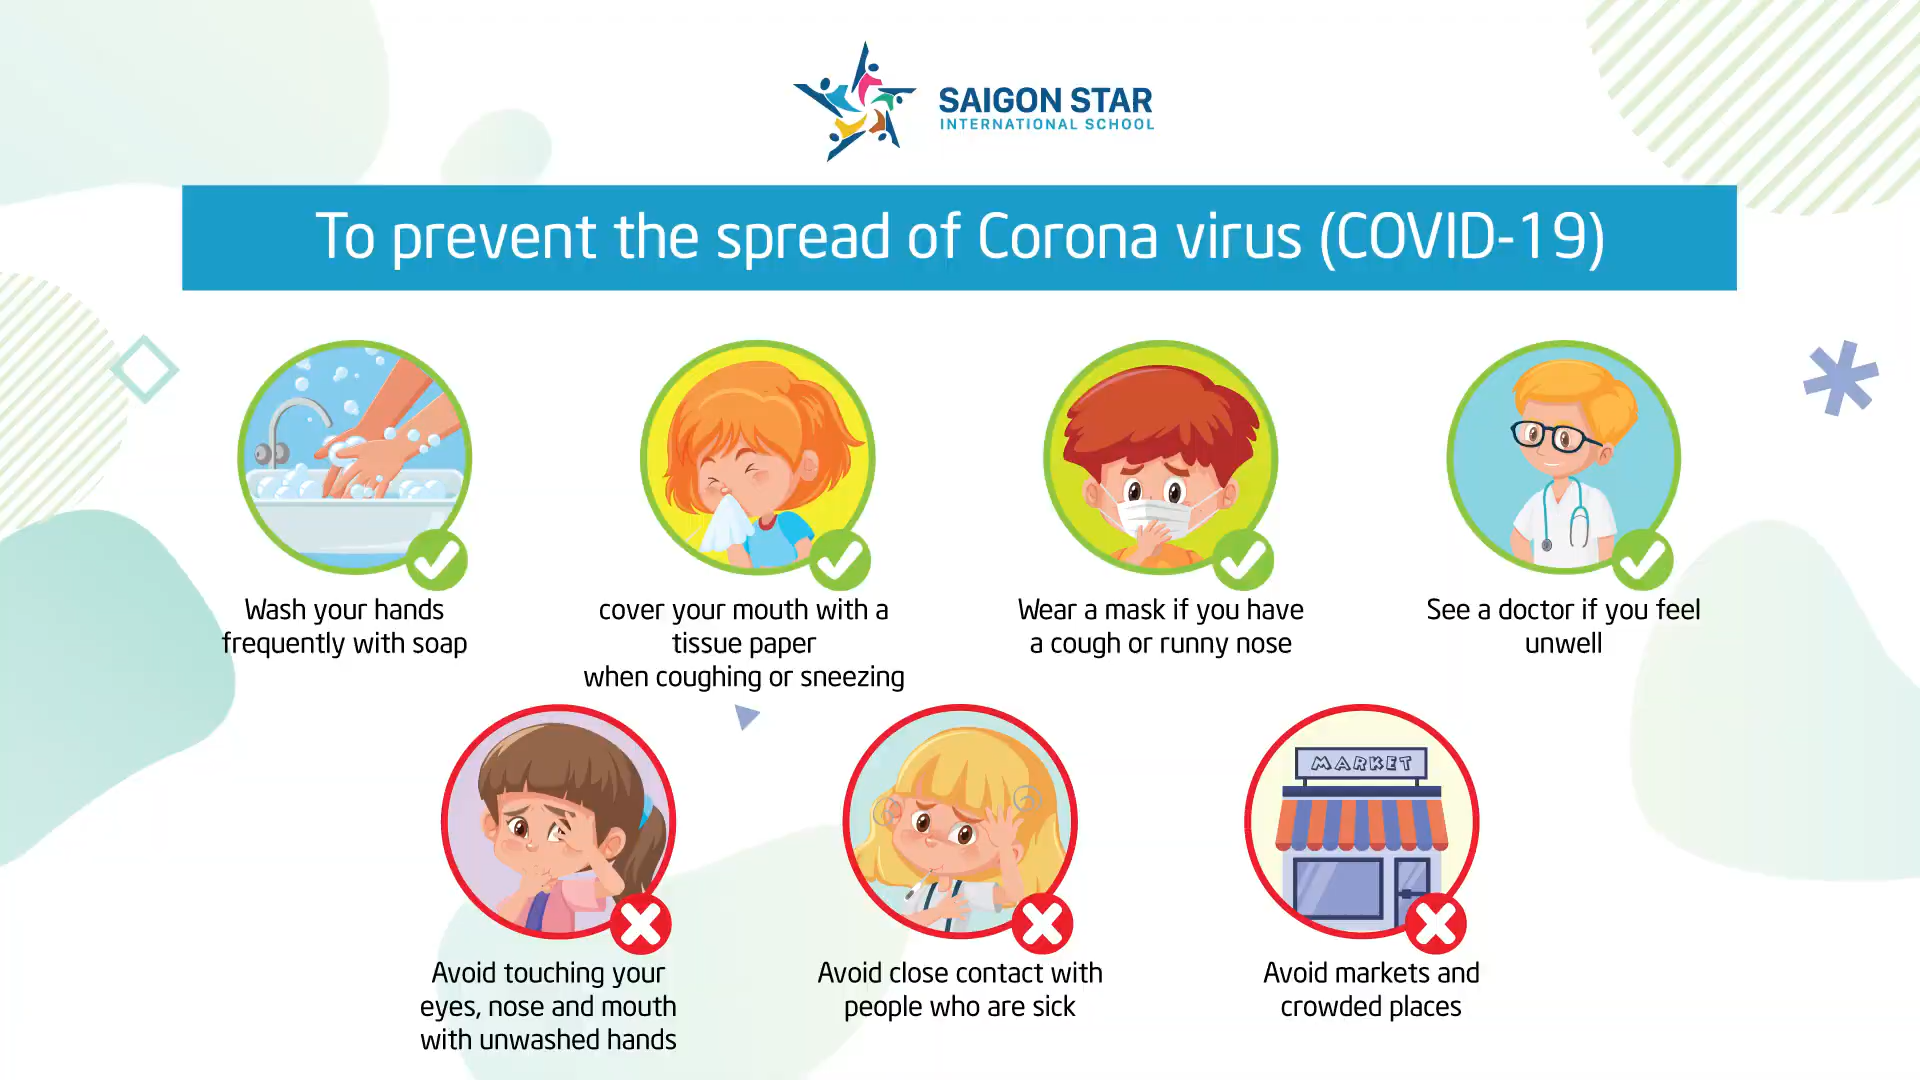 SAIGON STAR
INTERNATIONAL SCHOOL
To prevent the spread of Corona virus (COVID-19)
Wash your hands
frequently with soap
cover your mouth with a
tissue paper
when coughing or sneezing
Wear a mask if you have
a cough or runny nose
See a doctor if you feel
unwell
MARKET
Avoid touching your
eyes, nose and mouth
with unwashed hands
Avoid close contact with
people who are sick
Avoid markets and
crowded places